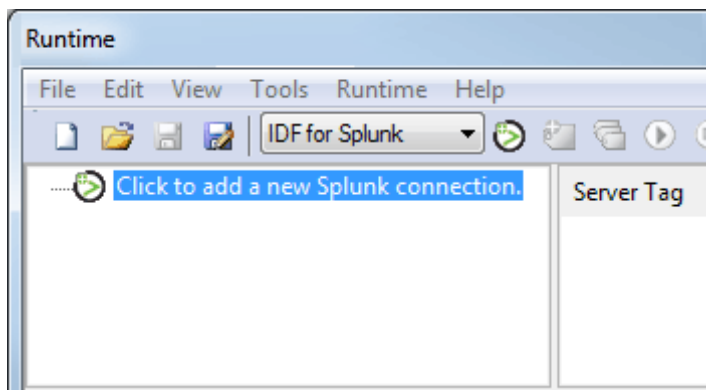 Runtime
File Edit View Tools Runtime Help
IDF for Splunk
Click to add a new Splunk connection.
Server Tag